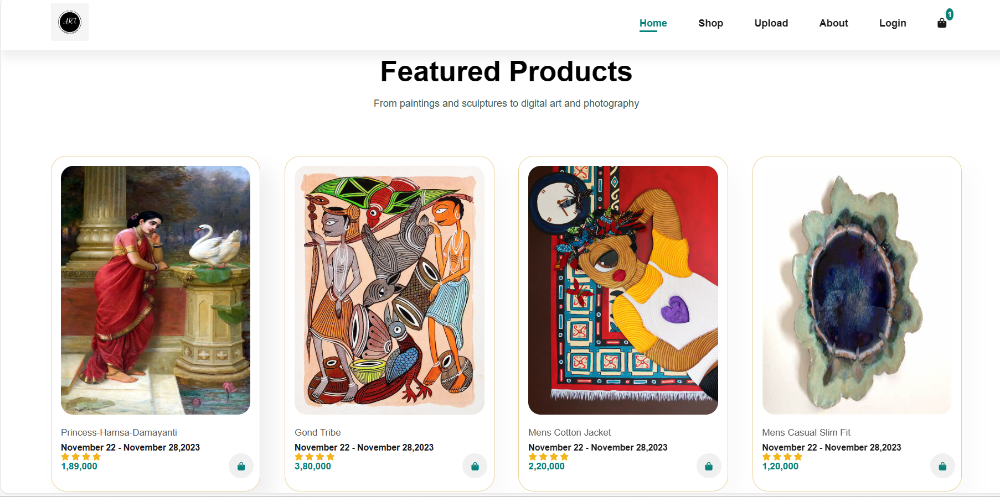 ART
Home
Shop
Upload
About
Login
1
Featured Products
From paintings and sculptures to digital art and photography
Princess-Hamsa-Damayanti
November 22 - November 28,2023
1,89,000
Gond Tribe
November 22 - November 28,2023
3,80,000
Mens Cotton Jacket
November 22 - November 28,2023
2,20,000
Mens Casual Slim Fit
November 22 - November 28,2023
1,20,000